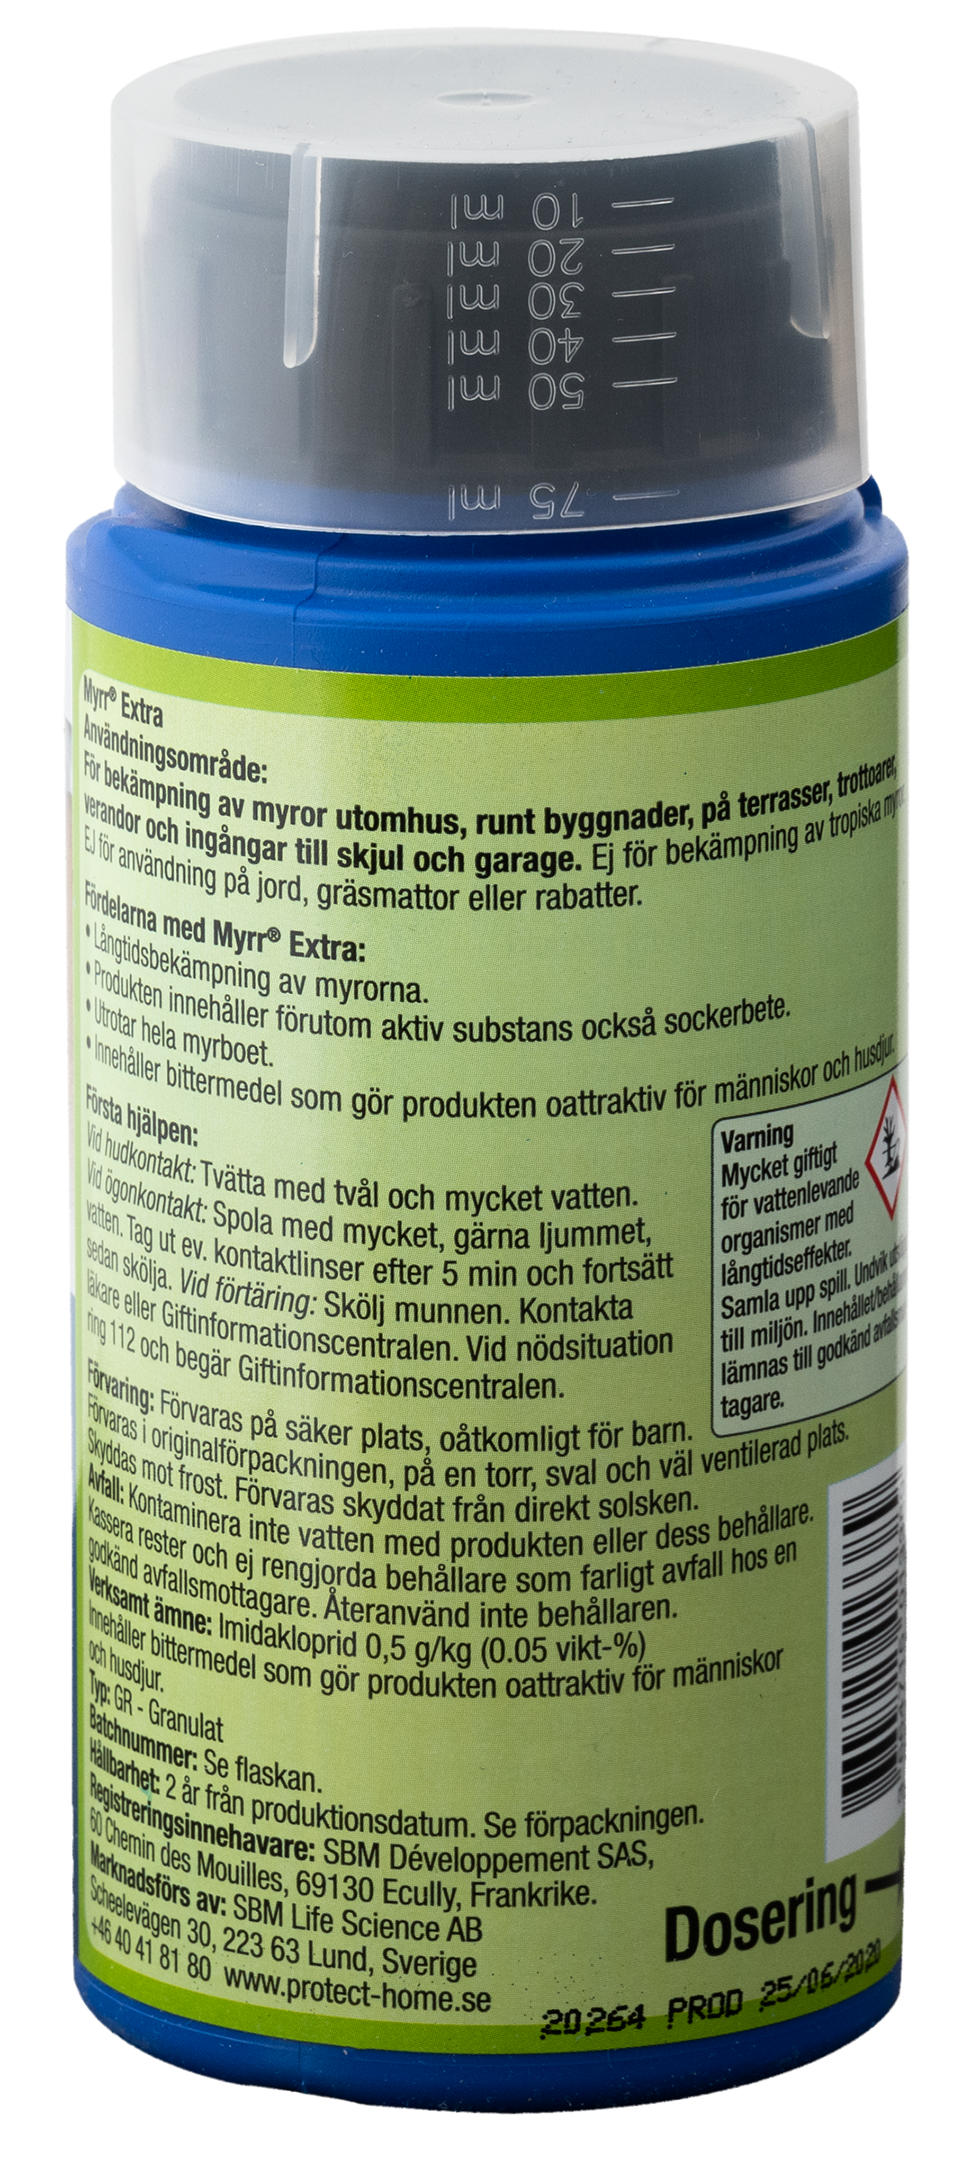 10 ml
20 ml
30 ml
40 ml
50 ml
75 ml
Myrr® Extra
Användningsområde:
För bekämpning av myror utomhus, runt byggnader, på terrasser, trottoarer,
verandor och ingångar till skjul och garage. Ej för bekämpning av tropiska
Ej för användning på jord, gräsmattor eller rabatter.
Fördelarna med Myrr® Extra:
• Långtidsbekämpning av myrorna.
• Produkten innehåller förutom aktiv substans också sockerbete.
• Utrotar hela myrboet.
• Innehåller bittermedel som gör produkten oattraktiv för människor och husdjur.
Första hjälpen:
Vid hudkontakt: Tvätta med tvål och mycket vatten.
Vid ögonkontakt: Spola med mycket, gärna ljummet,
vatten. Tag ut ev. kontaktlinser efter 5 min och fortsätt
sedan skölja. Vid förtäring: Skölj munnen. Kontakta
läkare eller Giftinformationscentralen. Vid nödsituation
ring 112 och begär Giftinformationscentralen.
Varning
Mycket giftigt
för vattenlevande
organismer med
långtidseffekter.
Samla upp spill. Undvik
till miljön. Innehållet/
lämnas till godkänd
tagare.
Förvaring: Förvaras på säker plats, oåtkomligt för barn.
Förvaras i originalförpackningen, på en torr, sval och väl ventilerad plats.
Skyddas mot frost. Förvaras skyddat från direkt solsken.
Avfall: Kontaminera inte vatten med produkten eller dess behållare.
Kassera rester och ej rengjorda behållare som farligt avfall hos en
godkänd avfallsmottagare. Återanvänd inte behållaren.
Verksamt ämne: Imidakloprid 0,5 g/kg (0.05 vikt-%)
Innehåller bittermedel som gör produkten oattraktiv för människor
och husdjur.
Typ: GR - Granulat
Batchnummer: Se flaskan.
Hållbarhet: 2 år från produktionsdatum. Se förpackningen.
Registreringsinnehavare: SBM Développement SAS,
60 Chemin des Mouilles, 69130 Ecully, Frankrike.
Marknadsförs av: SBM Life Science AB
Scheelevägen 30, 223 63 Lund, Sverige
+46 40 41 81 80 www.protect-home.se
Dosering
20264 PROD 25/06/2020